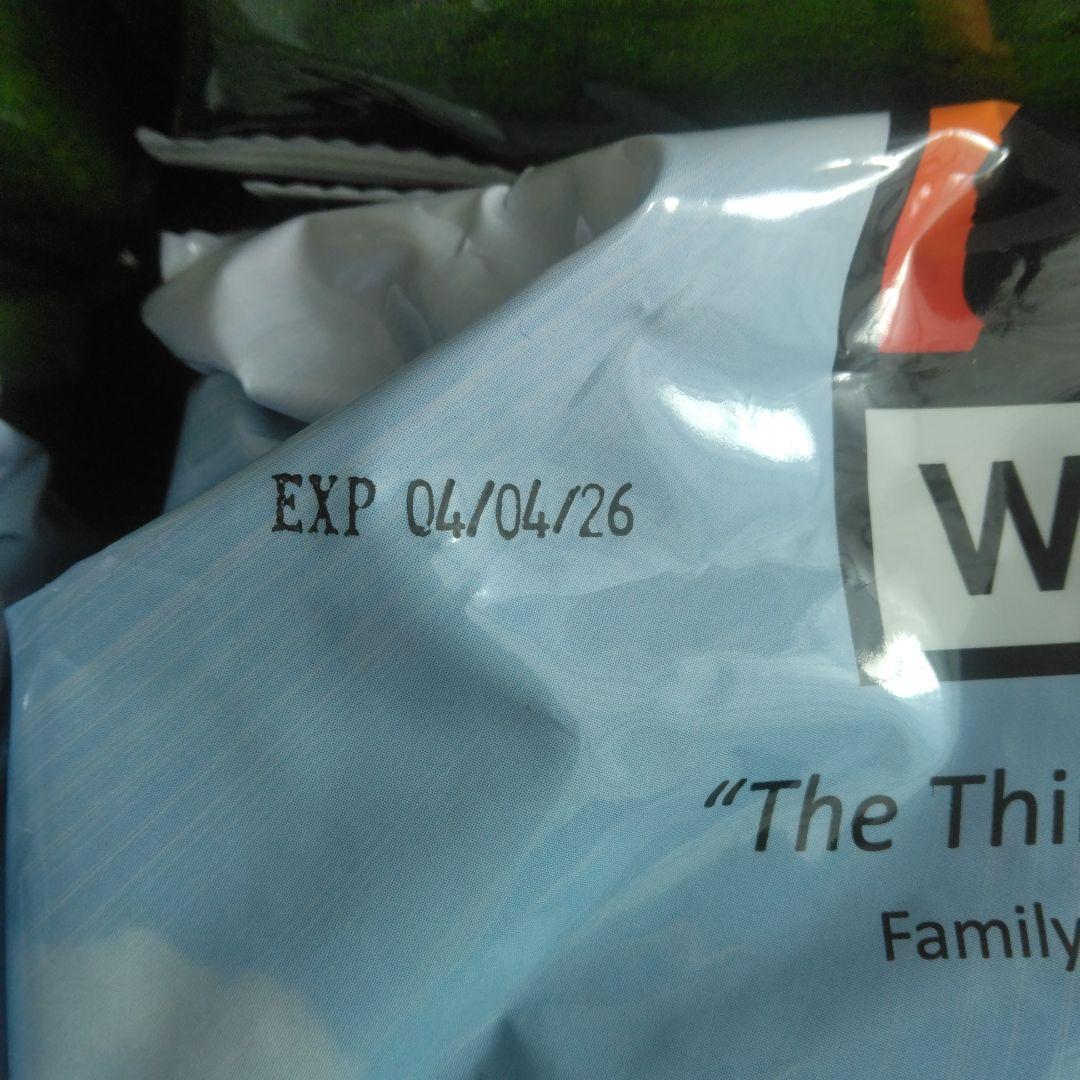 EXP 04/04/26
W
“The Thi
Family